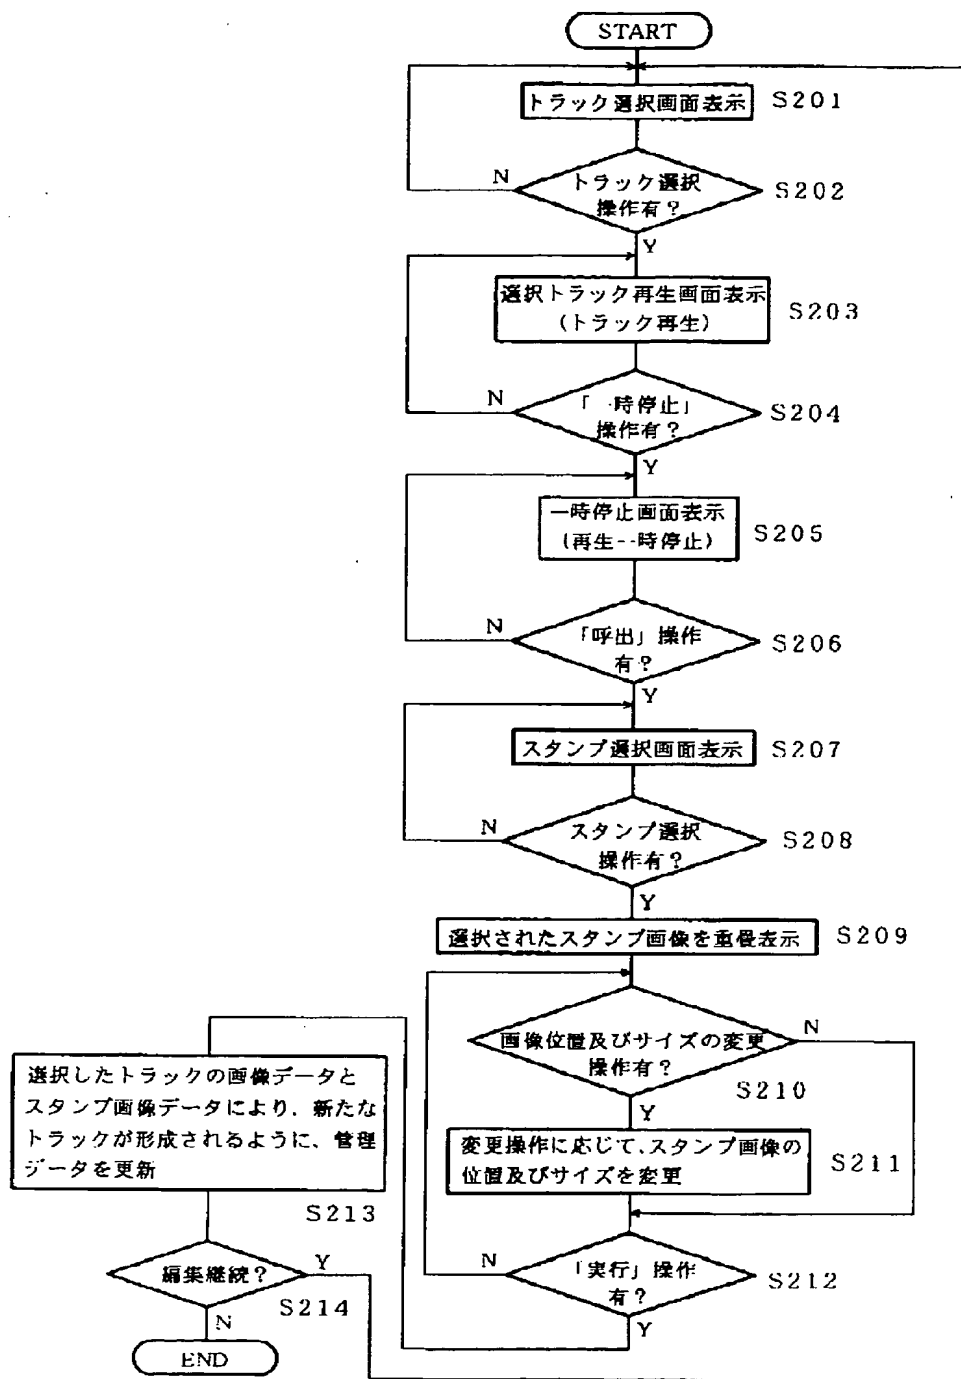 START
トラック選択画面表示
S201
トラック選択
操作有?
S202
N
Y
選択トラック再生画面表示
(トラック再生)
S203
「一時停止」
操作有?
S204
N
Y
一時停止画面表示
(再生一時停止)
S205
「呼出」操作
有?
S206
N
Y
スタンプ選択画面表示
S207
スタンプ選択
操作有?
S208
N
Y
選択されたスタンプ画像を重畳表示
S209
画像位置及びサイズの変更
操作有?
S210
N
Y
変更操作に応じて、スタンプ画像の
位置及びサイズを変更
S211
「実行」操作
有?
S212
N
Y
選択したトラックの画像データと
スタンプ画像データにより、新たな
トラックが形成されるように、管理
データを更新
S213
編集継続?
S214
Y
N
END